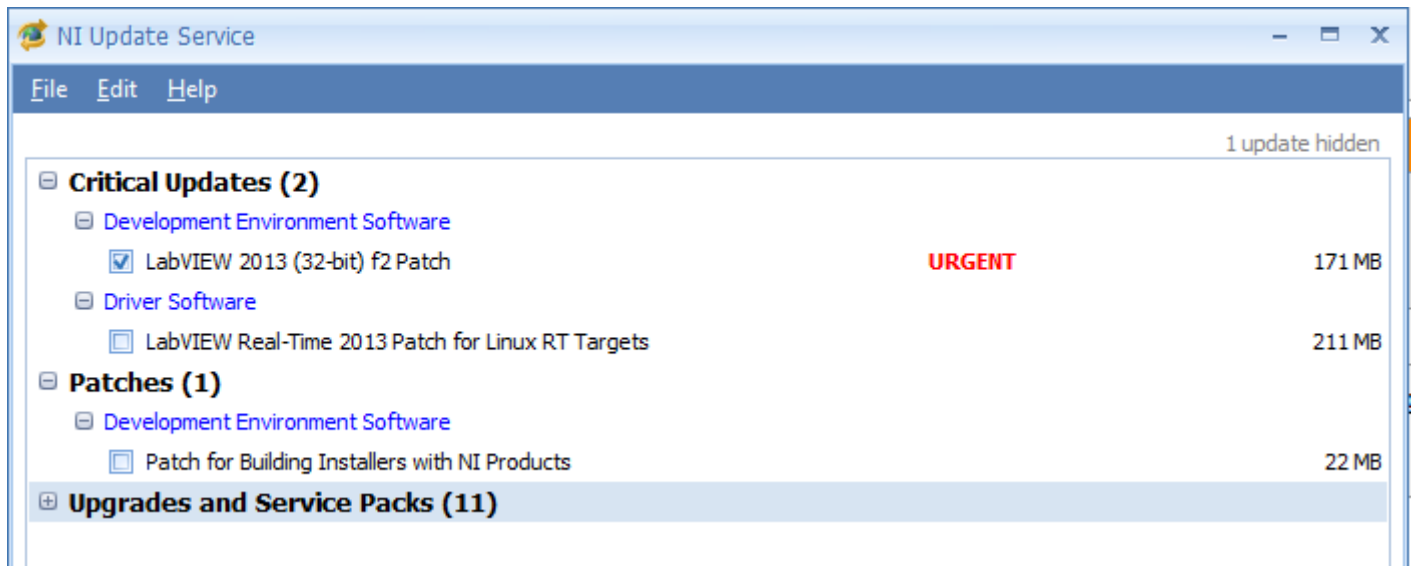 NI Update Service
File Edit Help
1 update hidden
Critical Updates (2)
Development Environment Software
LabVIEW 2013 (32-bit) f2 Patch URGENT 171 MB
Driver Software
LabVIEW Real-Time 2013 Patch for Linux RT Targets 211 MB
Patches (1)
Development Environment Software
Patch for Building Installers with NI Products 22 MB
Upgrades and Service Packs (11)